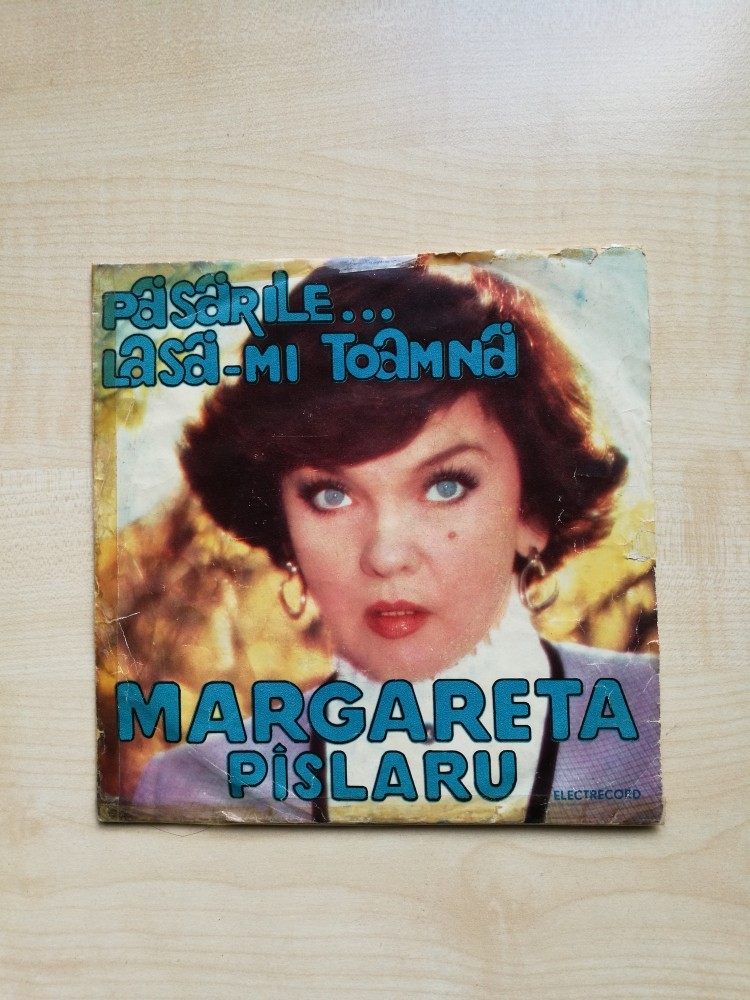 PĂSĂRILE...
LASĂ-MI TOAMNĂ
MARGARETA
PÎSLARU
ELECTRECORD